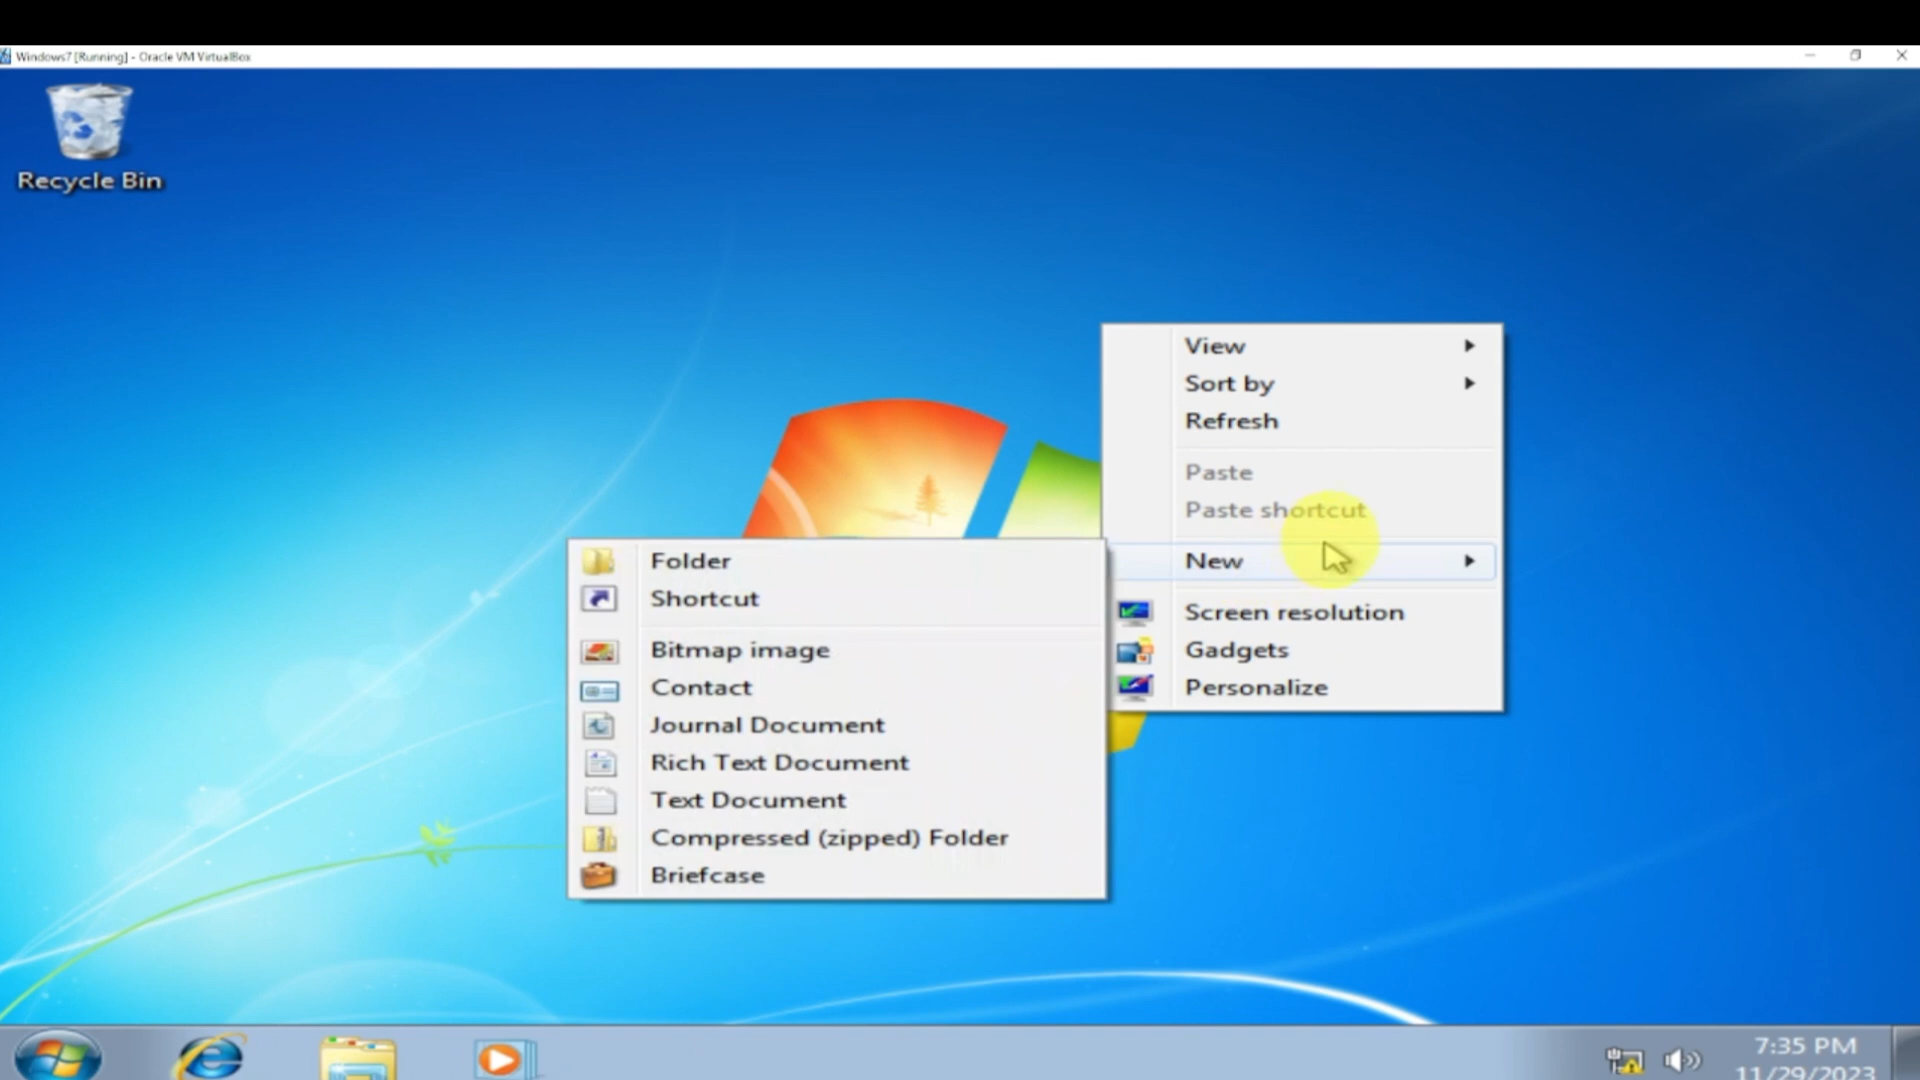 Windows7 [Running] - Oracle VM VirtualBox
Recycle Bin
View
Sort by
Refresh
Paste
Paste shortcut
New
Screen resolution
Gadgets
Personalize
Folder
Shortcut
Bitmap image
Contact
Journal Document
Rich Text Document
Text Document
Compressed (zipped) Folder
Briefcase
7:35 PM
11/29/2023